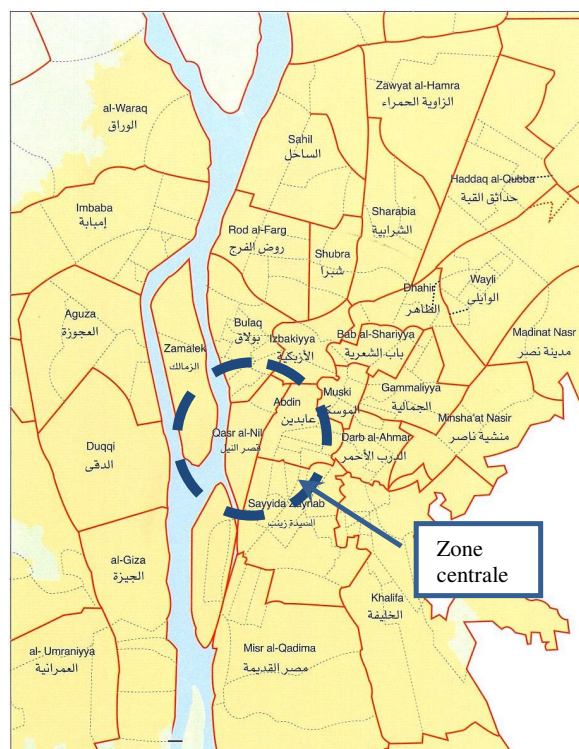 Zawyat al-Hamra
الزاوية الحمراء
al-Waraq
الوراق
Sahil
الساحل
Haddaq al-Qubba
حدائق القبة
Imbaba
إمبابة
Sharabia
الشرابية
Rod al-Farg
روض الفرج
Shubra
شبرا
Wayli
الوايلى
Dhahir
الظاهر
Aguza
العجوزة
Bulaq
بولاق
Izbakiyya
الأزبكية
Bab al-Shariyya
باب الشعرية
Madinat Nasr
مدينة نصر
Zamalek
الزمالك
Abdin
عابدين
Muski
الموسكى
Gammaliyya
الجمالية
Minsha'at Nasir
منشية ناصر
Qasr al-Nil
قصر النيل
Darb al-Ahmar
الدرب الأحمر
Duqqi
الدقى
Sayyida Zaynab
السيدة زينب
Zone
centrale
al-Giza
الجيزة
Khalifa
الخليفة
al- Umraniyya
العمرانية
Misr al-Qadima
مصر القديمة